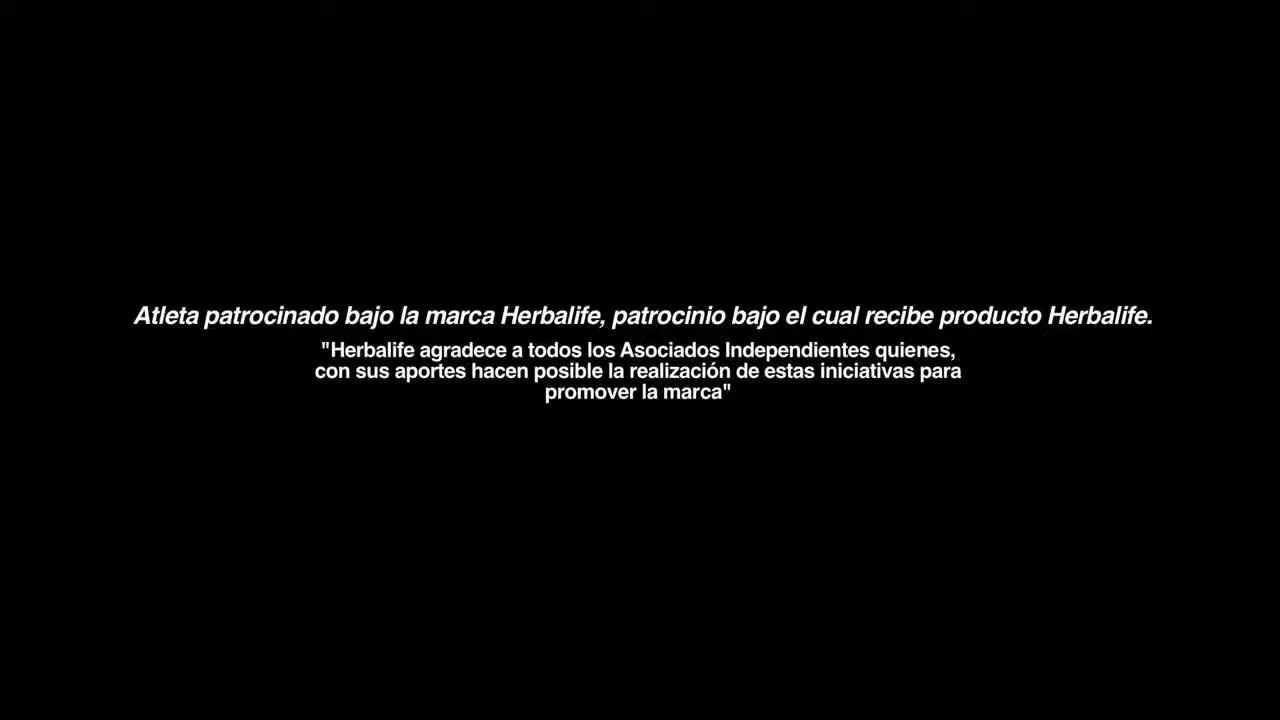 Atleta patrocinado bajo la marca Herbalife, patrocinio bajo el cual recibe producto Herbalife.
"Herbalife agradece a todos los Asociados Independientes quienes,
con sus aportes hacen posible la realización de estas iniciativas para
promover la marca"